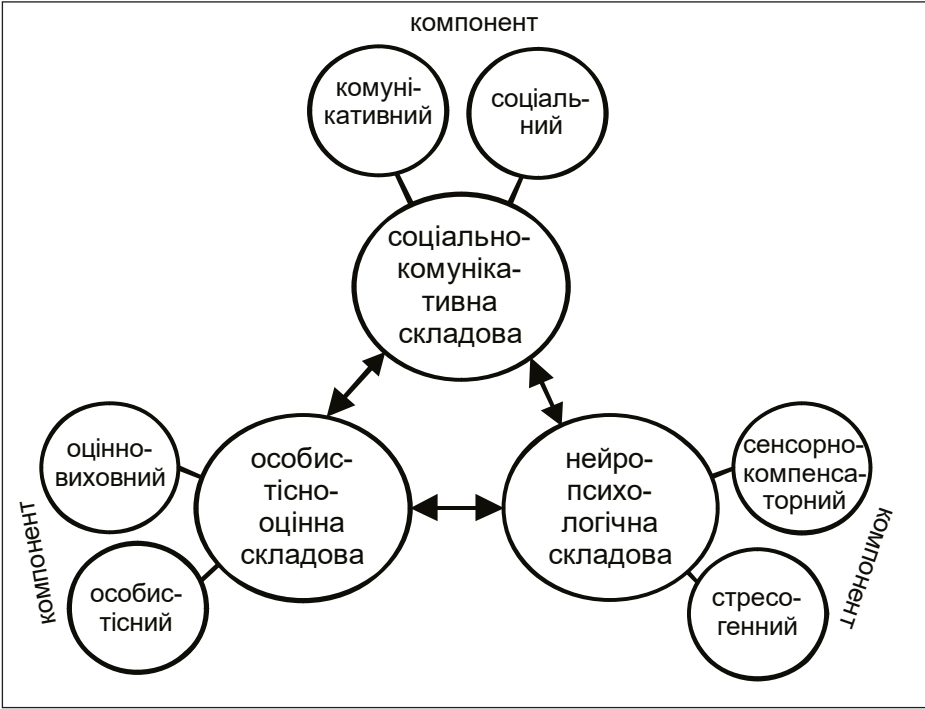 компонент
комуні-
кативний
соціаль-
ний
соціально-
комуніка-
тивна
складова
оцінно-
виховний
особис-
тісно-
оцінна
складова
нейро-
психо-
логічна
складова
сенсорно-
компенса-
торний
компонент
особис-
тісний
стресо-
генний
компонент